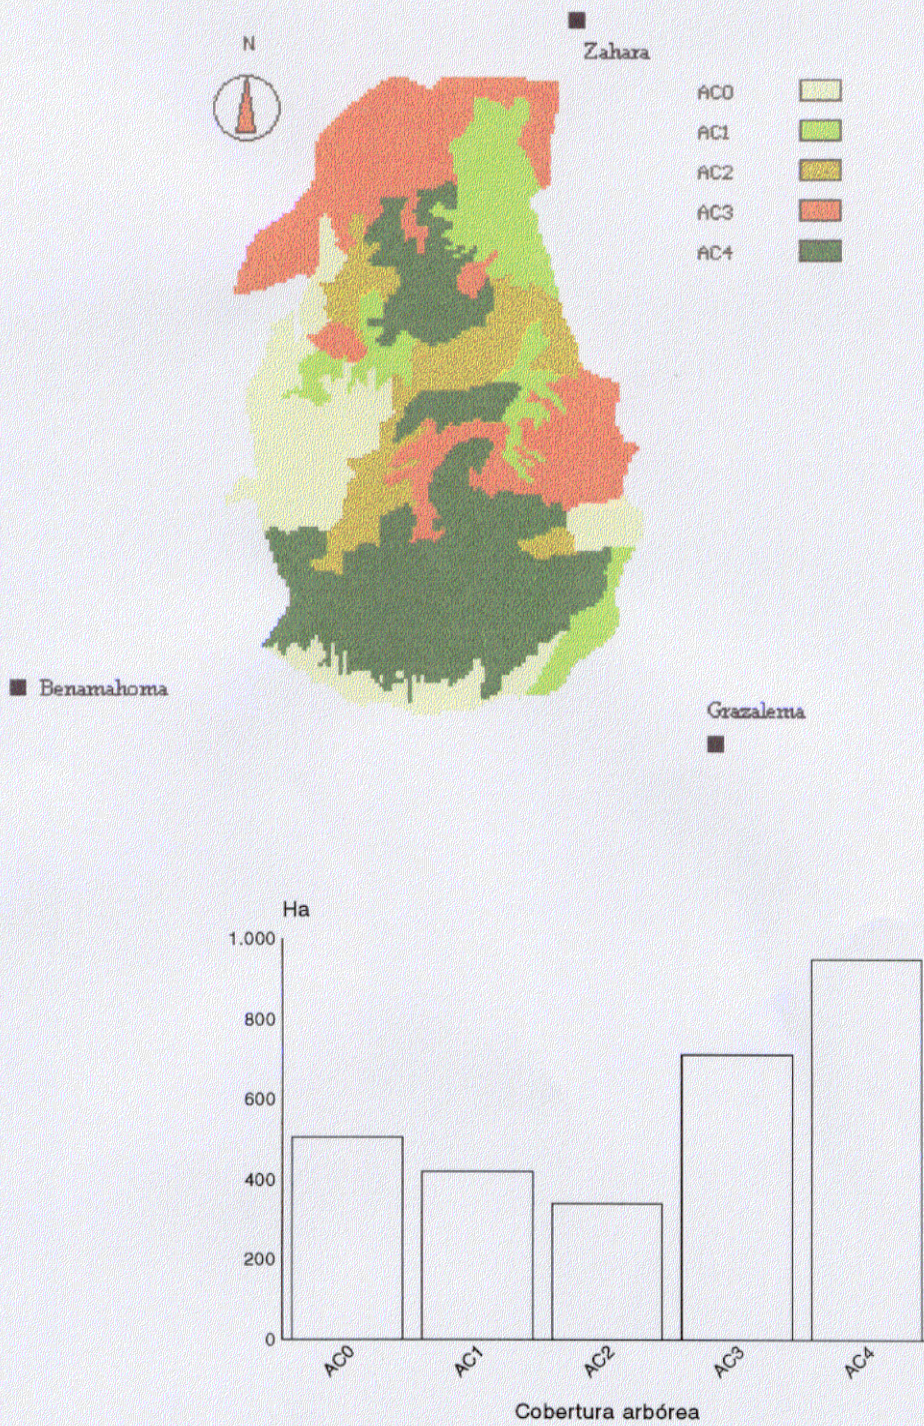 Zahara
N
AC0
AC1
AC2
AC3
AC4
Benamahoma
Grazalema
Ha
1.000
800
600
400
200
0
AC0
AC1
AC2
AC3
AC4
Cobertura arbórea